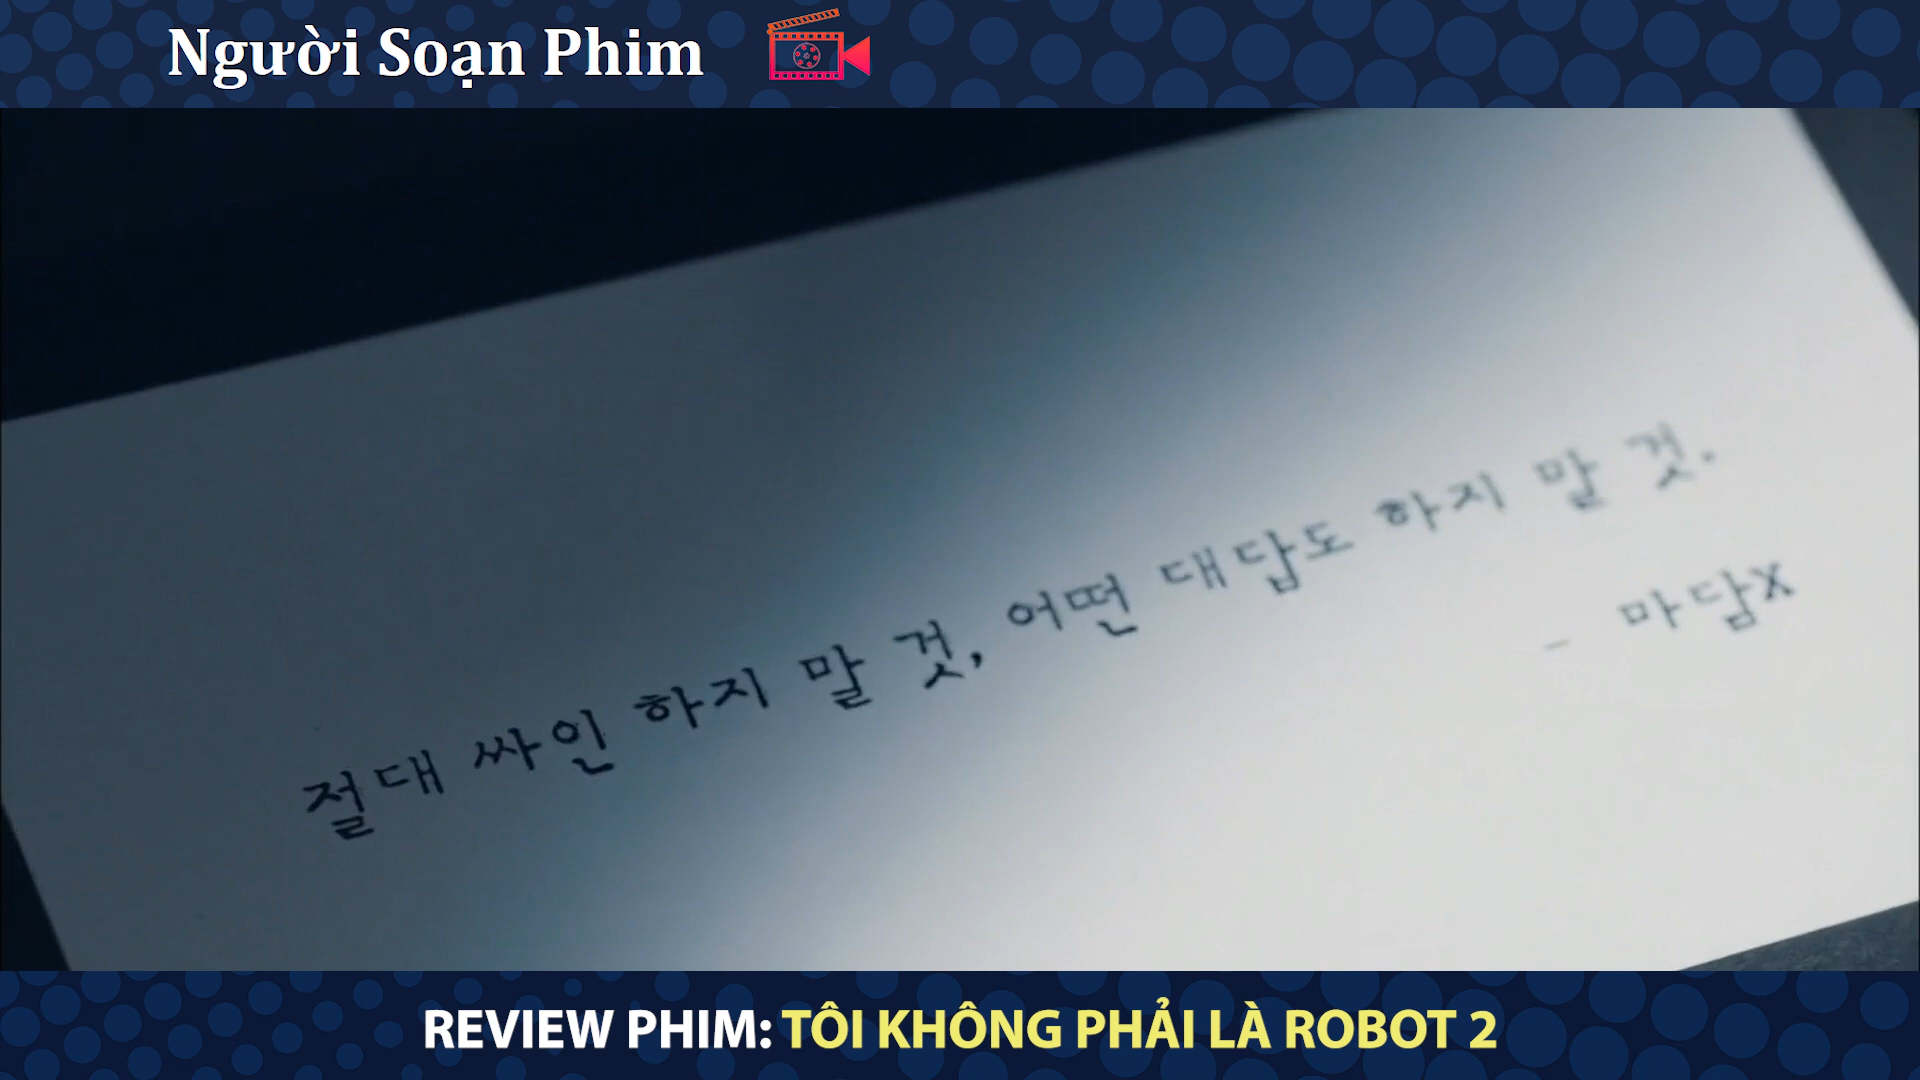 Người Soạn Phim
절대 싸인 하지 말 것, 어떤 대답도 하지 말 것.
- 마담X
REVIEW PHIM: TÔI KHÔNG PHẢI LÀ ROBOT 2